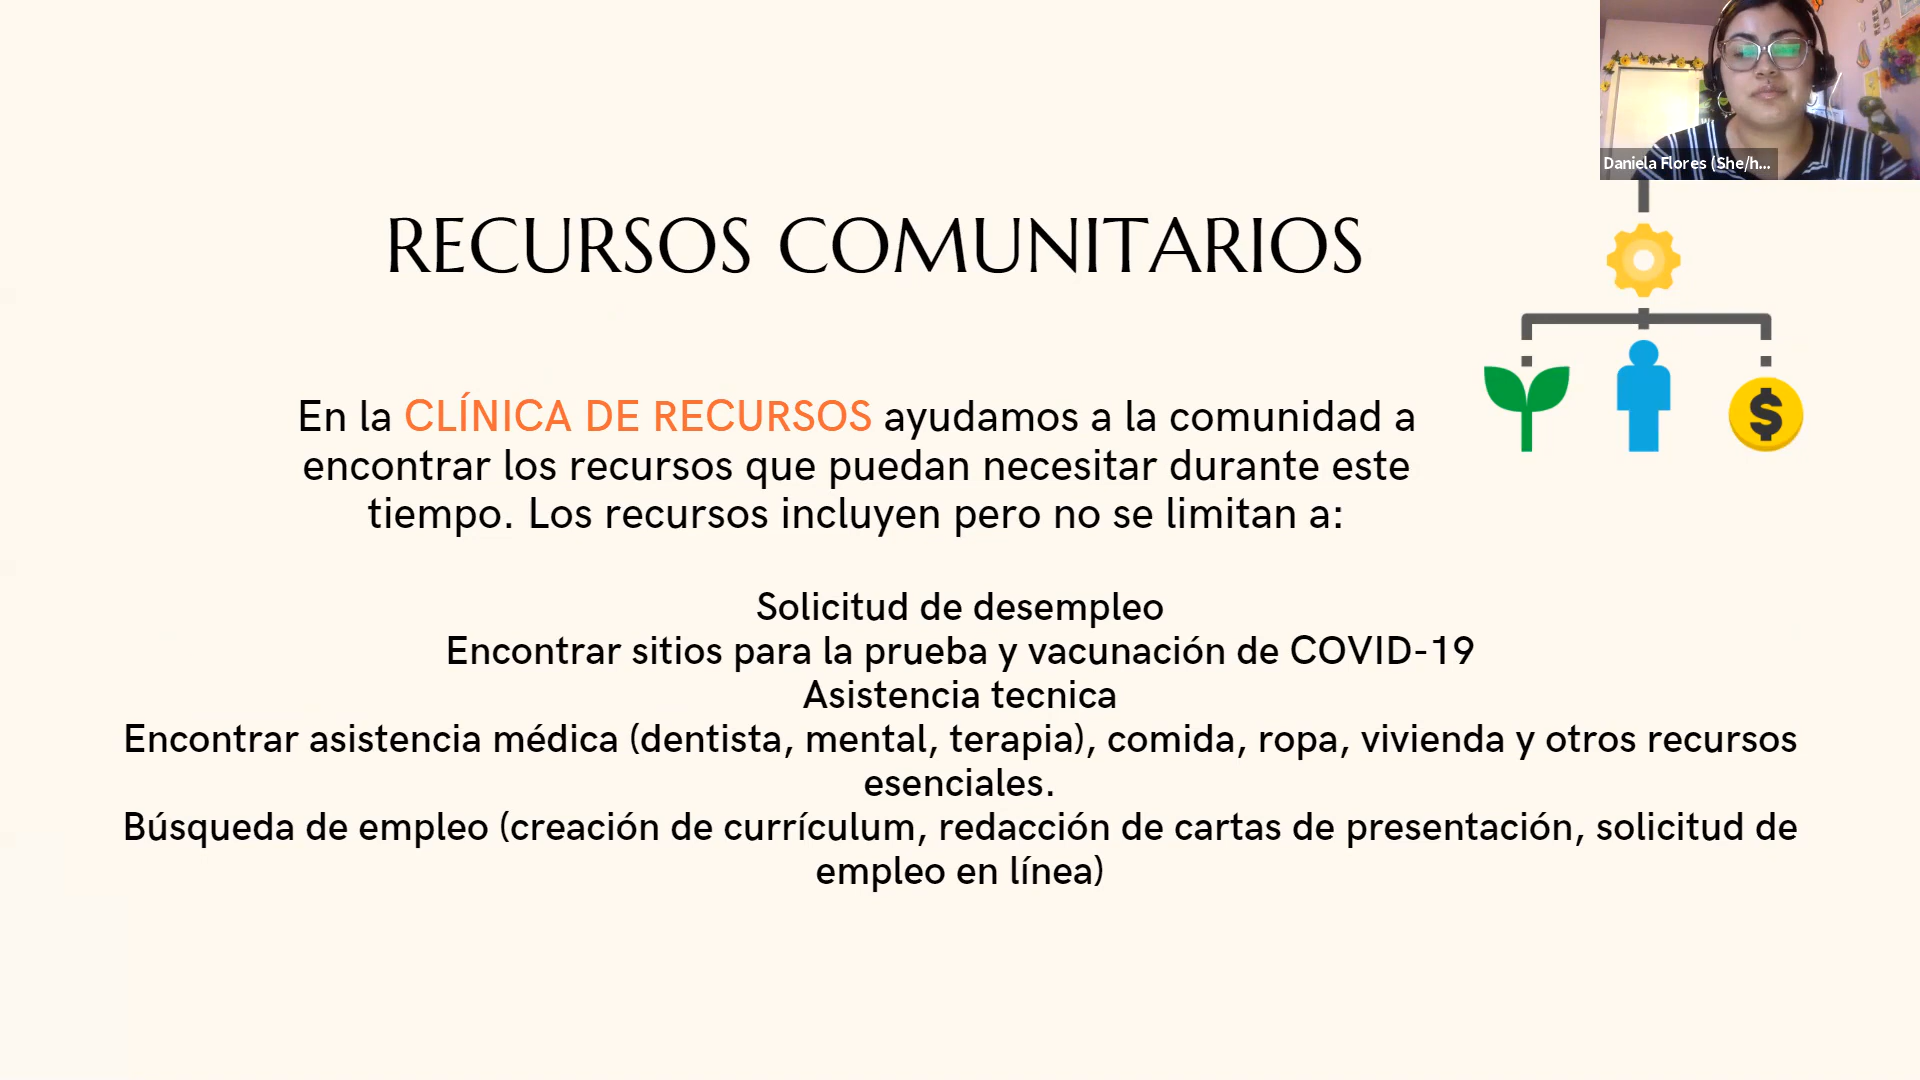 Daniela Flores (She/h...
RECURSOS COMUNITARIOS
En la CLÍNICA DE RECURSOS ayudamos a la comunidad a
encontrar los recursos que puedan necesitar durante este
tiempo. Los recursos incluyen pero no se limitan a:
Solicitud de desempleo
Encontrar sitios para la prueba y vacunación de COVID-19
Asistencia tecnica
Encontrar asistencia médica (dentista, mental, terapia), comida, ropa, vivienda y otros recursos
esenciales.
Búsqueda de empleo (creación de currículum, redacción de cartas de presentación, solicitud de
empleo en línea)
$